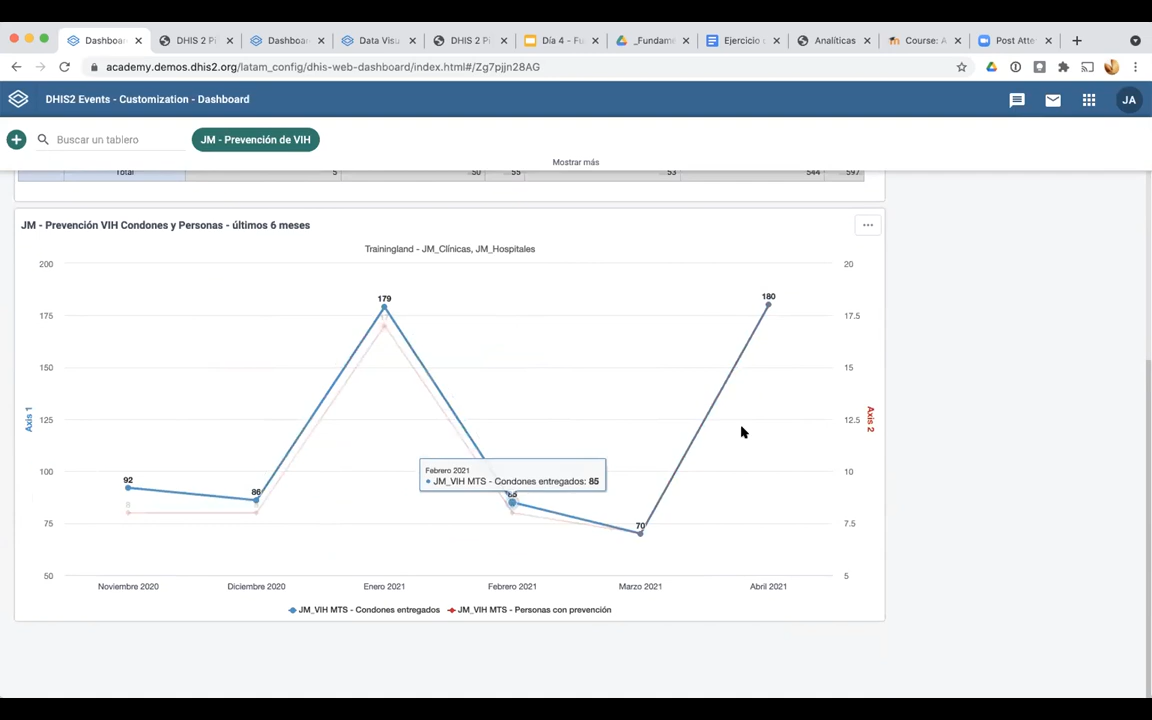 Dashboa
DHIS 2 Pi
Dashboa
Data Visu
DHIS 2 Pi
Día 4 - Fu
_Fundam
Ejercicio
Analíticas
Course: A
Post Atte
academy.demos.dhis2.org/latam_config/dhis-web-dashboard/index.html#/Zg7pjjn28AG
DHIS2 Events - Customization - Dashboard
JA
Buscar un tablero
JM - Prevención de VIH
Mostrar más
Total 5 ...50 ...55 ...53 544 ...597
JM - Prevención VIH Condones y Personas - últimos 6 meses
Trainingland - JM_Clínicas, JM_Hospitales
200
175
150
125
100
75
50
Axis 1
20
17.5
15
12.5
10
7.5
5
Axis 2
92
86
179
70
180
Febrero 2021
JM_VIH MTS - Condones entregados: 85
Noviembre 2020
Diciembre 2020
Enero 2021
Febrero 2021
Marzo 2021
Abril 2021
JM_VIH MTS - Condones entregados
JM_VIH MTS - Personas con prevención